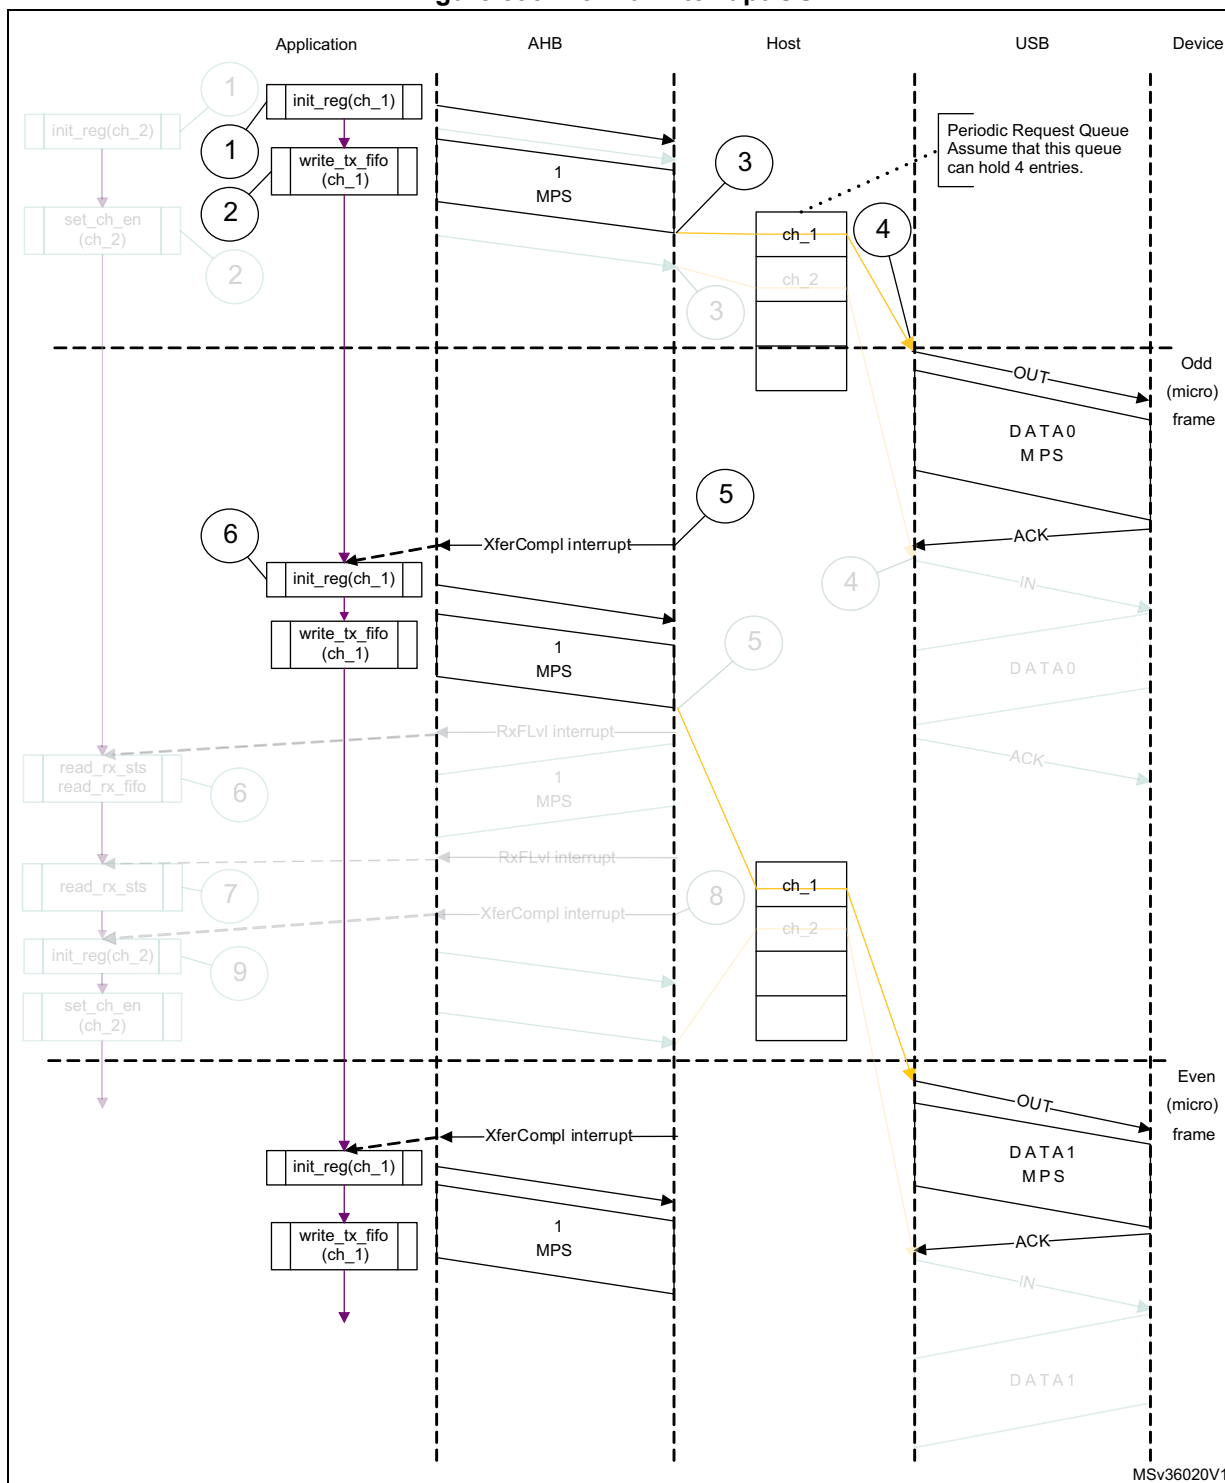 Application
AHB
Host
USB
Device
1
init_reg(ch_2)
init_reg(ch_1)
1
write_tx_fifo
(ch_1)
2
1
MPS
3
Periodic Request Queue
Assume that this queue
can hold 4 entries.
set_ch_en
(ch_2)
2
ch_1
4
ch_2
3
Odd
(micro)
frame
OUT
DATA0
MPS
5
6
XferCompl interrupt
ACK
init_reg(ch_1)
4
IN
write_tx_fifo
(ch_1)
1
MPS
5
DATA0
RxFLvl interrupt
ACK
read_rx_sts
read_rx_fifo
6
1
MPS
RxFLvl interrupt
read_rx_sts
7
8
ch_1
XferCompl interrupt
ch_2
init_reg(ch_2)
9
set_ch_en
(ch_2)
Even
(micro)
frame
OUT
XferCompl interrupt
init_reg(ch_1)
DATA1
MPS
write_tx_fifo
(ch_1)
1
MPS
ACK
IN
DATA1
MSv36020V1